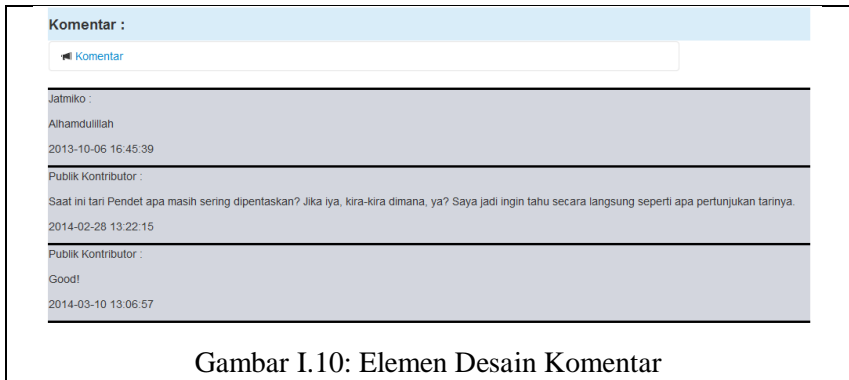 Komentar :
Komentar
Jatmiko :
Alhamdulillah
2013-10-06 16:45:39
Publik Kontributor :
Saat ini tari Pendet apa masih sering dipentaskan? Jika iya, kira-kira dimana, ya? Saya jadi ingin tahu secara langsung seperti apa pertunjukan tarinya.
2014-02-28 13:22:15
Publik Kontributor :
Good!
2014-03-10 13:06:57
Gambar I.10: Elemen Desain Komentar